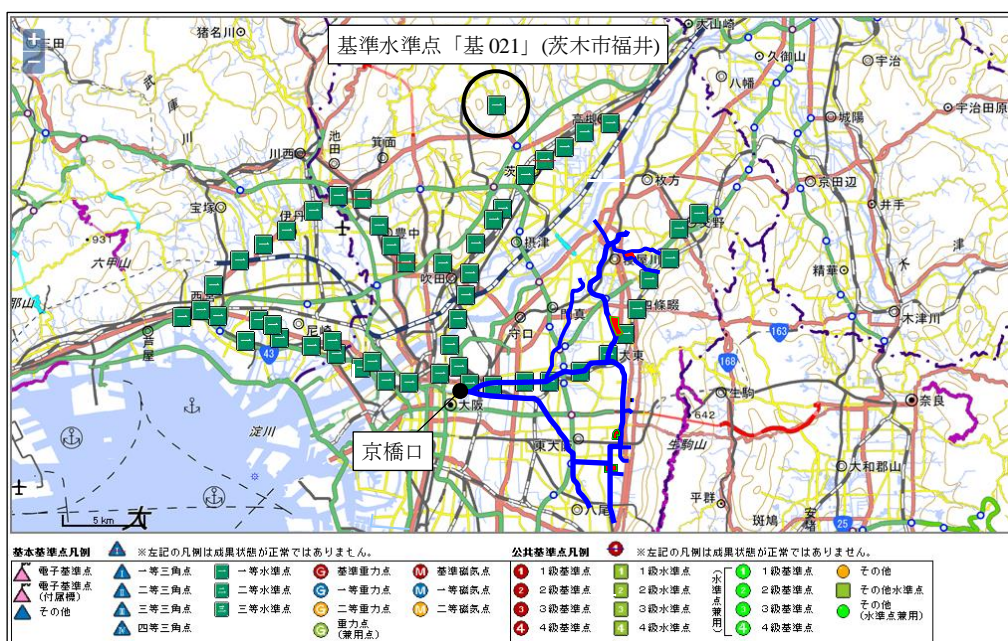 基準水準点「基021」(茨木市福井)
京橋口
大山崎
猪名川
三田
久御山
宇治
八幡
武
庫
川
池田
箕面
高槻
城陽
宇治田原
川西
枚方
京田辺
宝塚
伊丹
豊中
交野
井手
931
摂津
六甲山
吹田
寝屋川
精華
木
津
川
西宮
門真
四條畷
木津川
芦屋
尼崎
守口
163
43
大東
168
生駒
奈良
大阪
淀川
642
生駒山
東大阪
大和郡山
平群
八尾
斑鳩
安堵
25
5 km
基本基準点凡例
※左記の凡例は成果状態が正常ではありません。
電子基準点
電子基準点
(付属標)
その他
一等三角点
二等三角点
三等三角点
四等三角点
一等水準点
二等水準点
三等水準点
基準重力点
一等重力点
二等重力点
重力点
(兼用点)
基準磁気点
一等磁気点
二等磁気点
公共基準点凡例
※左記の凡例は成果状態が正常ではありません。
1級基準点
2級基準点
3級基準点
4級基準点
1級水準点
2級水準点
3級水準点
4級水準点
(水準点兼用)
1級基準点
2級基準点
3級基準点
4級基準点
その他
その他水準点
その他
(水準点兼用)